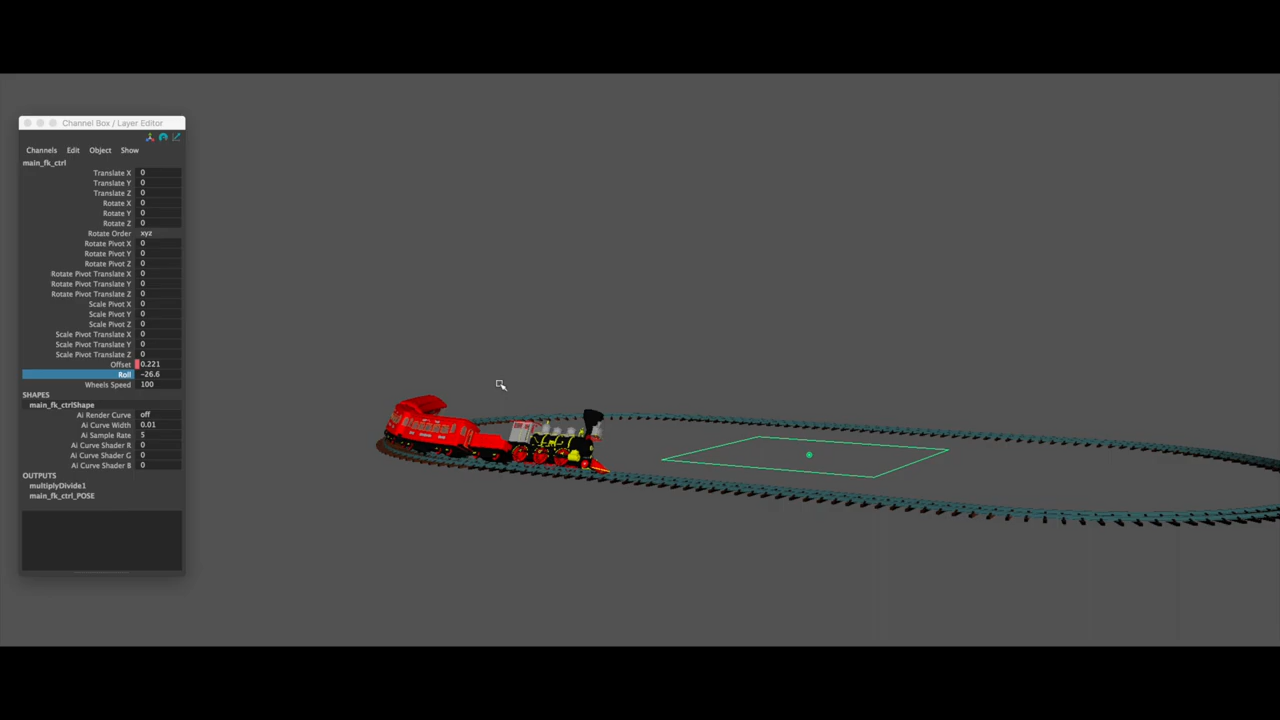 Channel Box / Layer Editor
Channels Edit Object Show
main_fk_ctrl
Translate X 0
Translate Y 0
Translate Z 0
Rotate X 0
Rotate Y 0
Rotate Z 0
Rotate Order xyz
Rotate Pivot X 0
Rotate Pivot Y 0
Rotate Pivot Z 0
Rotate Pivot Translate X 0
Rotate Pivot Translate Y 0
Rotate Pivot Translate Z 0
Scale Pivot X 0
Scale Pivot Y 0
Scale Pivot Z 0
Scale Pivot Translate X 0
Scale Pivot Translate Y 0
Scale Pivot Translate Z 0
Offset 0.221
Roll -26.6
Wheels Speed 100
SHAPES
main_fk_ctrlShape
Ai Render Curve off
Ai Curve Width 0.01
Ai Sample Rate 5
Ai Curve Shader R 0
Ai Curve Shader G 0
Ai Curve Shader B 0
OUTPUTS
multiplyDivide1
main_fk_ctrl_POSE